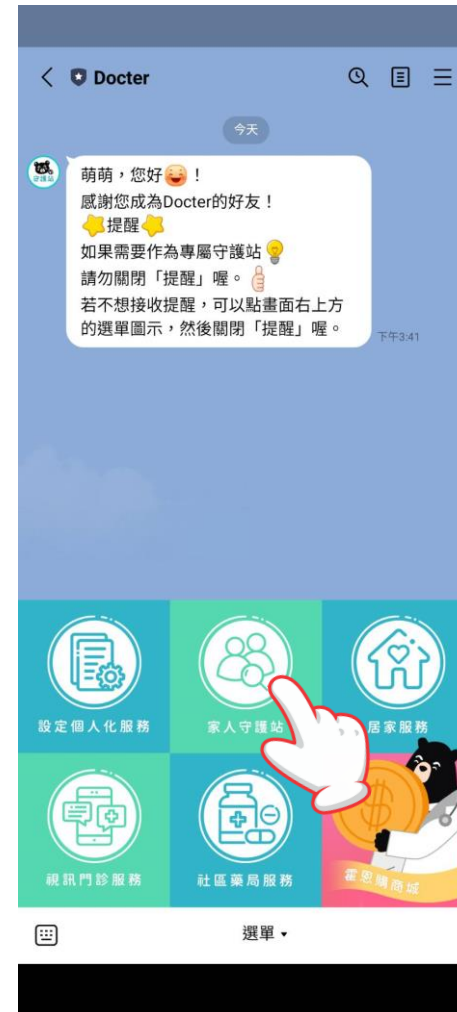 Docter
今天
守護站
萌萌，您好😄！
感謝您成為Docter的好友！
⭐提醒⭐
如果需要作為專屬守護站💡
請勿關閉「提醒」喔。☝
若不想接收提醒，可以點畫面右上方
的選單圖示，然後關閉「提醒」喔。
下午3:41
設定個人化服務
家人守護站
居家服務
視訊門診服務
社區藥局服務
霍恩購商城
選單